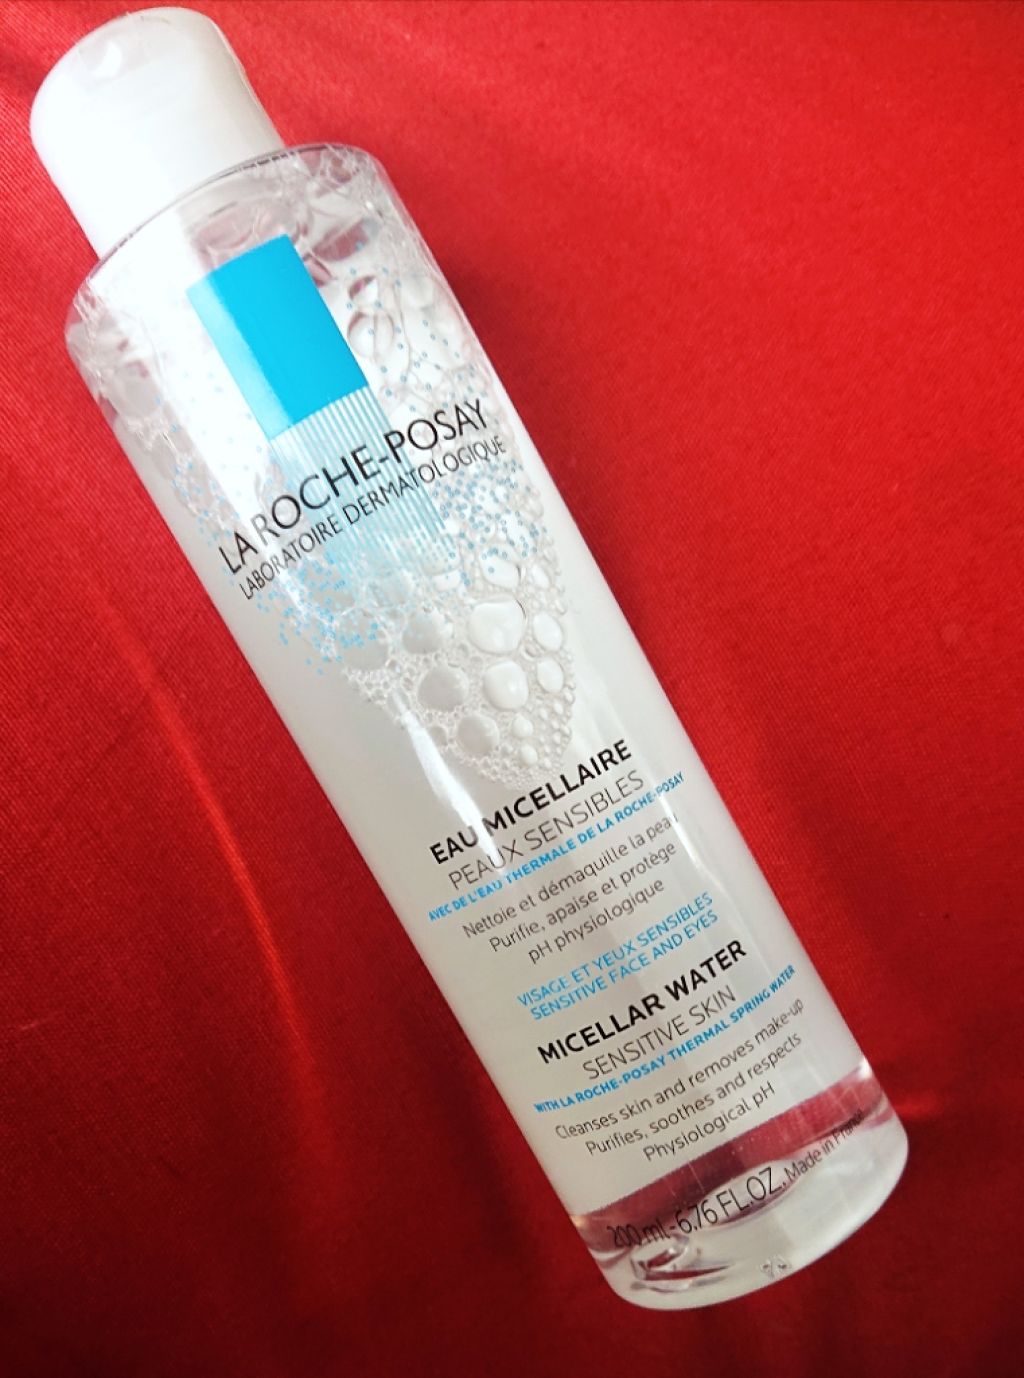 LA ROCHE-POSAY
LABORATOIRE DERMATOLOGIQUE
EAU MICELLAIRE
PEAUX SENSIBLES
AVEC DE L'EAU THERMALE DE LA ROCHE-POSAY
Nettoie et démaquille la peau
Purifie, apaise et protège
pH physiologique
VISAGE ET YEUX SENSIBLES
SENSITIVE FACE AND EYES
MICELLAR WATER
SENSITIVE SKIN
WITH LA ROCHE-POSAY THERMAL SPRING WATER
Cleanses skin and removes make-up
Purifies, soothes and respects
Physiological pH
200 ml-6.76 FL.OZ. Made in France